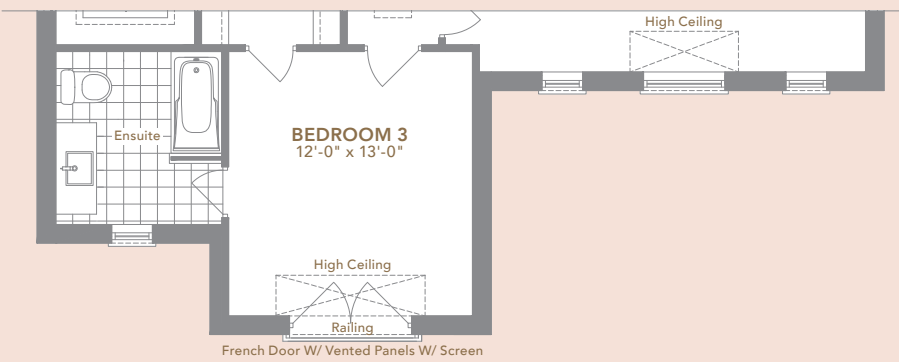 High Ceiling
Ensuite
BEDROOM 3
12'-0" x 13'-0"
High Ceiling
Railing
French Door W/ Vented Panels W/ Screen